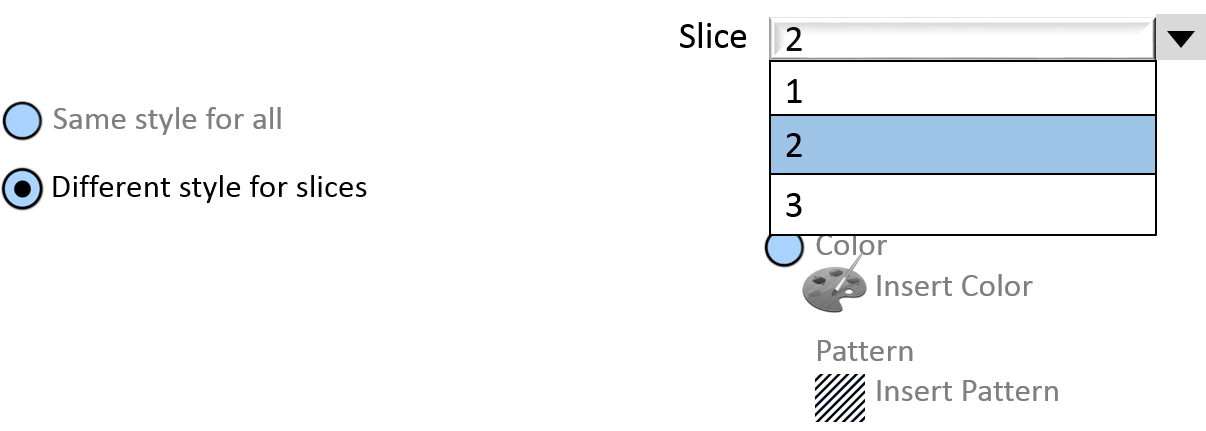 Slice 2
1
Same style for all
2
Different style for slices
3
Color
Insert Color
Pattern
Insert Pattern